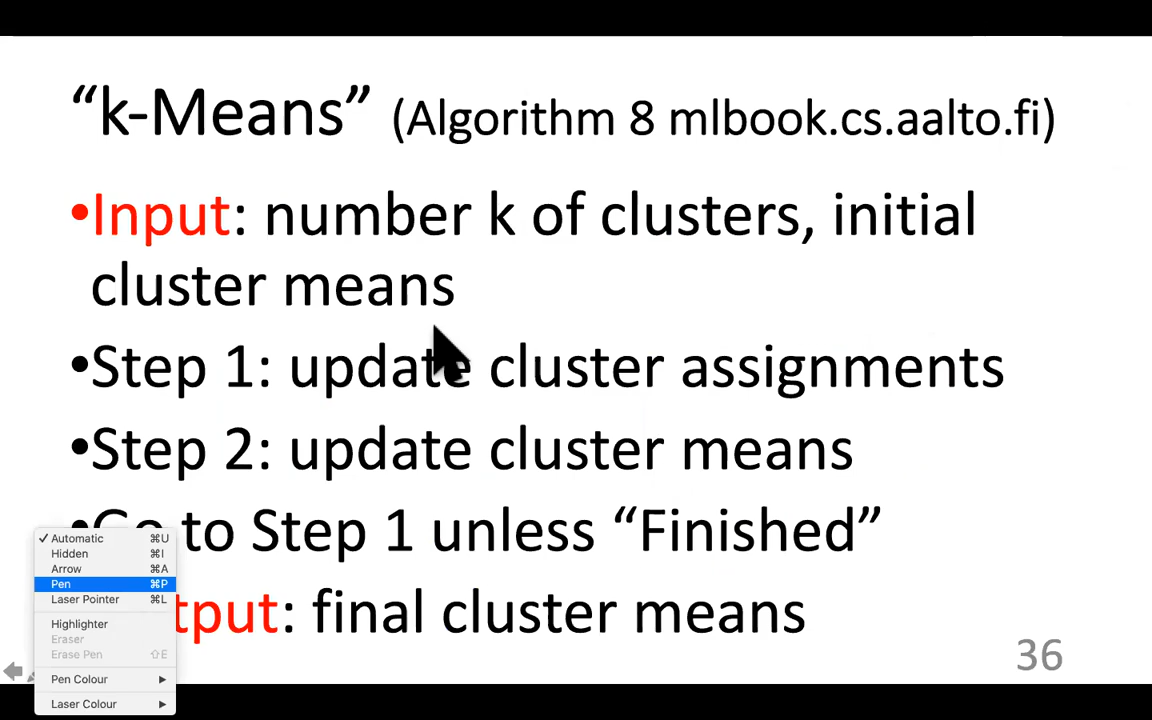 “k-Means” (Algorithm 8 mlbook.cs.aalto.fi)
•Input: number k of clusters, initial
cluster means
•Step 1: update cluster assignments
•Step 2: update cluster means
•Go to Step 1 unless “Finished”
tput: final cluster means
✓ Automatic ⌘U
Hidden ⌘I
Arrow ⌘A
Pen ⌘P
Laser Pointer ⌘L
Highlighter
Eraser
Erase Pen ⇧E
Pen Colour
Laser Colour
36